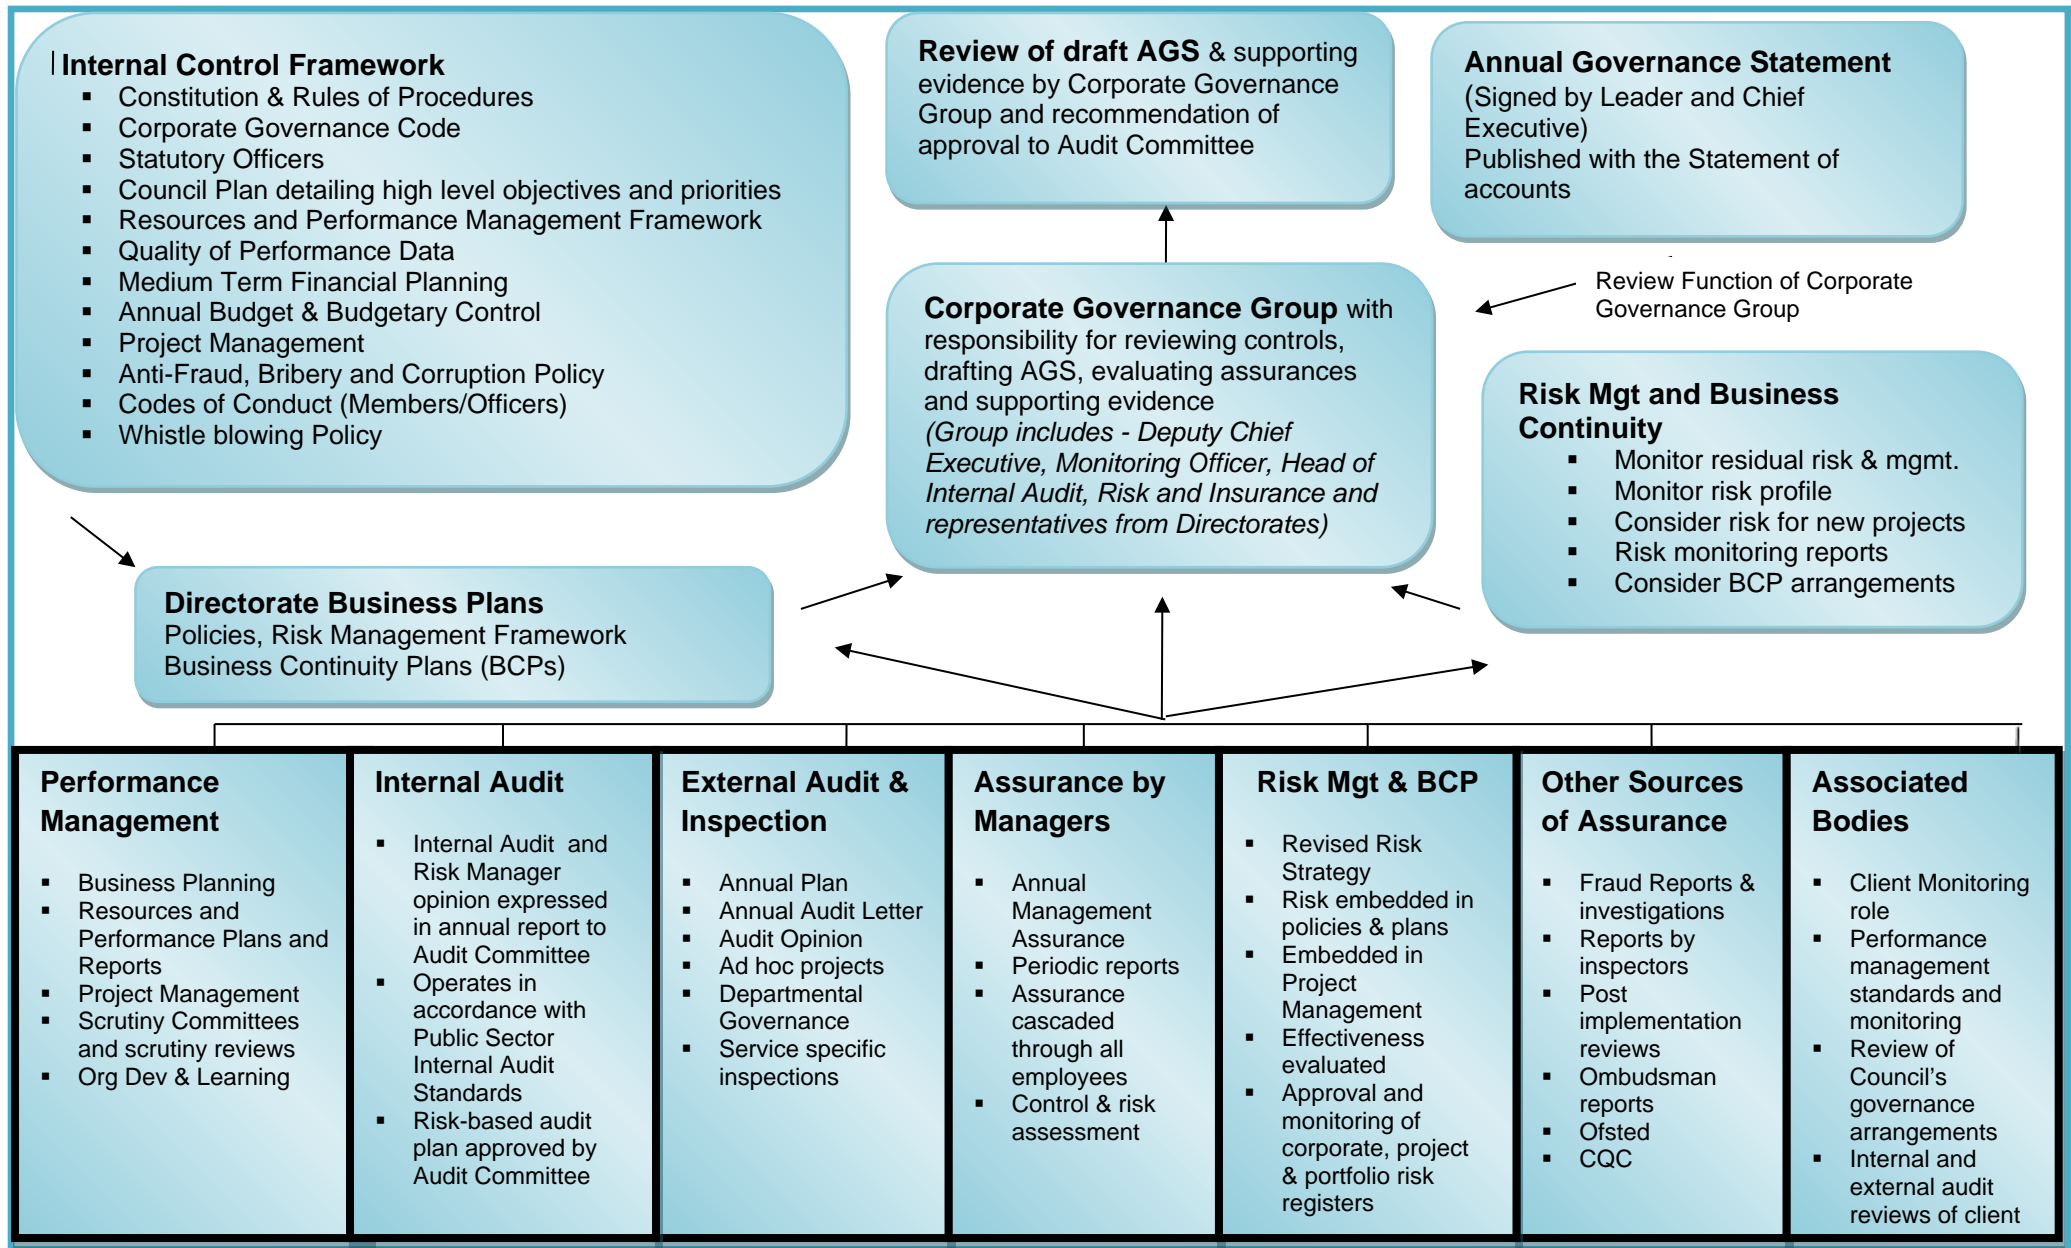 Internal Control Framework
▪ Constitution & Rules of Procedures
▪ Corporate Governance Code
▪ Statutory Officers
▪ Council Plan detailing high level objectives and priorities
▪ Resources and Performance Management Framework
▪ Quality of Performance Data
▪ Medium Term Financial Planning
▪ Annual Budget & Budgetary Control
▪ Project Management
▪ Anti-Fraud, Bribery and Corruption Policy
▪ Codes of Conduct (Members/Officers)
▪ Whistle blowing Policy
Review of draft AGS & supporting
evidence by Corporate Governance
Group and recommendation of
approval to Audit Committee
Annual Governance Statement
(Signed by Leader and Chief
Executive)
Published with the Statement of
accounts
Review Function of Corporate
Governance Group
Corporate Governance Group with
responsibility for reviewing controls,
drafting AGS, evaluating assurances
and supporting evidence
(Group includes - Deputy Chief
Executive, Monitoring Officer, Head of
Internal Audit, Risk and Insurance and
representatives from Directorates)
Risk Mgt and Business
Continuity
▪ Monitor residual risk & mgmt.
▪ Monitor risk profile
▪ Consider risk for new projects
▪ Risk monitoring reports
▪ Consider BCP arrangements
Directorate Business Plans
Policies, Risk Management Framework
Business Continuity Plans (BCPs)
Performance
Management
▪ Business Planning
▪ Resources and
Performance Plans and
Reports
▪ Project Management
▪ Scrutiny Committees
and scrutiny reviews
▪ Org Dev & Learning
Internal Audit
▪ Internal Audit and
Risk Manager
opinion expressed
in annual report to
Audit Committee
▪ Operates in
accordance with
Public Sector
Internal Audit
Standards
▪ Risk-based audit
plan approved by
Audit Committee
External Audit &
Inspection
▪ Annual Plan
▪ Annual Audit Letter
▪ Audit Opinion
▪ Ad hoc projects
▪ Departmental
Governance
▪ Service specific
inspections
Assurance by
Managers
▪ Annual
Management
Assurance
▪ Periodic reports
▪ Assurance
cascaded
through all
employees
▪ Control & risk
assessment
Risk Mgt & BCP
▪ Revised Risk
Strategy
▪ Risk embedded in
policies & plans
▪ Embedded in
Project
Management
▪ Effectiveness
evaluated
▪ Approval and
monitoring of
corporate, project
& portfolio risk
registers
Other Sources
of Assurance
▪ Fraud Reports &
investigations
▪ Reports by
inspectors
▪ Post
implementation
reviews
▪ Ombudsman
reports
▪ Ofsted
▪ CQC
Associated
Bodies
▪ Client Monitoring
role
▪ Performance
management
standards and
monitoring
▪ Review of
Council’s
governance
arrangements
▪ Internal and
external audit
reviews of client